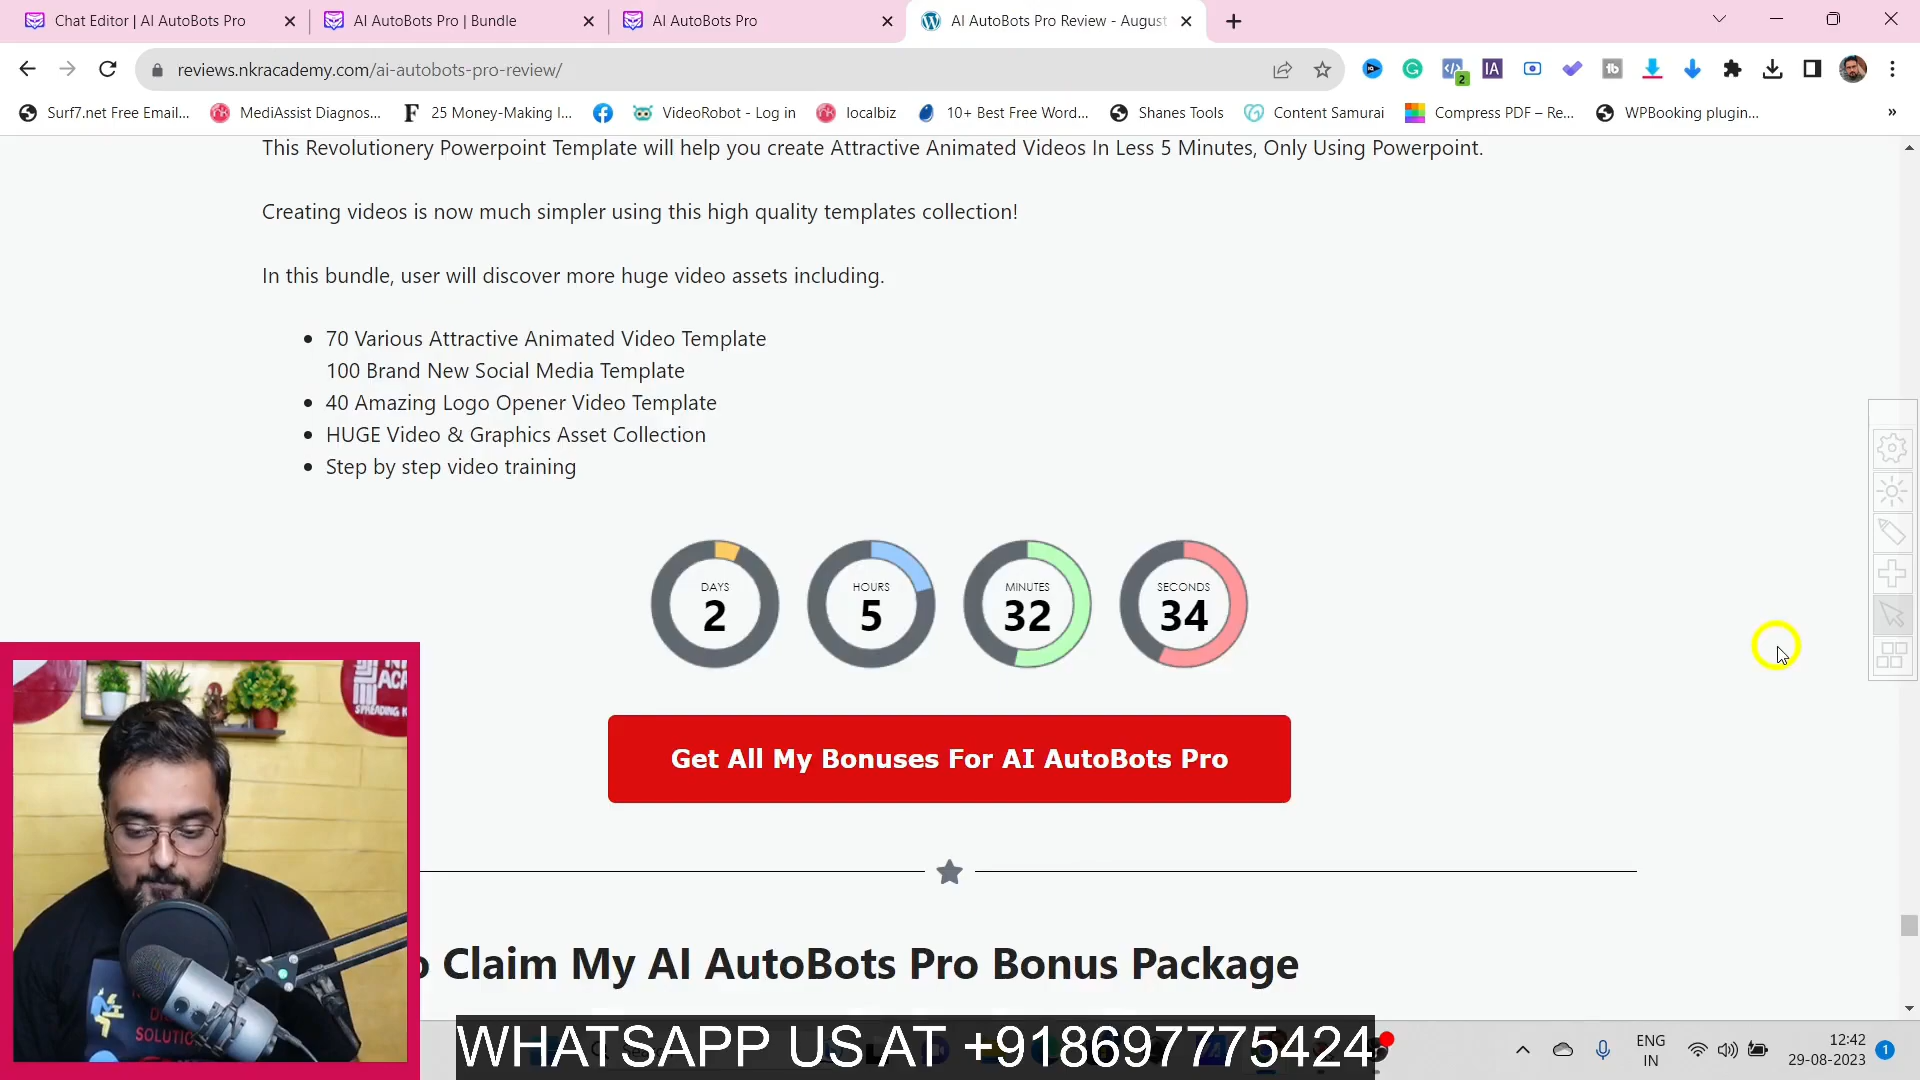 Chat Editor | AI AutoBots Pro
AI AutoBots Pro | Bundle
AI AutoBots Pro
AI AutoBots Pro Review - August
reviews.nkracademy.com/ai-autobots-pro-review/
2
IA
tb
Surf7.net Free Email...
MediAssist Diagnos...
25 Money-Making I...
VideoRobot - Log in
localbiz
10+ Best Free Word...
Shanes Tools
Content Samurai
Compress PDF – Re...
WPBooking plugin...
»
This Revolutionery Powerpoint Template will help you create Attractive Animated Videos In Less 5 Minutes, Only Using Powerpoint.
Creating videos is now much simpler using this high quality templates collection!
In this bundle, user will discover more huge video assets including.
70 Various Attractive Animated Video Template
100 Brand New Social Media Template
40 Amazing Logo Opener Video Template
HUGE Video & Graphics Asset Collection
Step by step video training
DAYS
2
HOURS
5
MINUTES
32
SECONDS
34
Get All My Bonuses For AI AutoBots Pro
Claim My AI AutoBots Pro Bonus Package
WHATSAPP US AT +918697775424
ENG
IN
12:42
29-08-2023
1